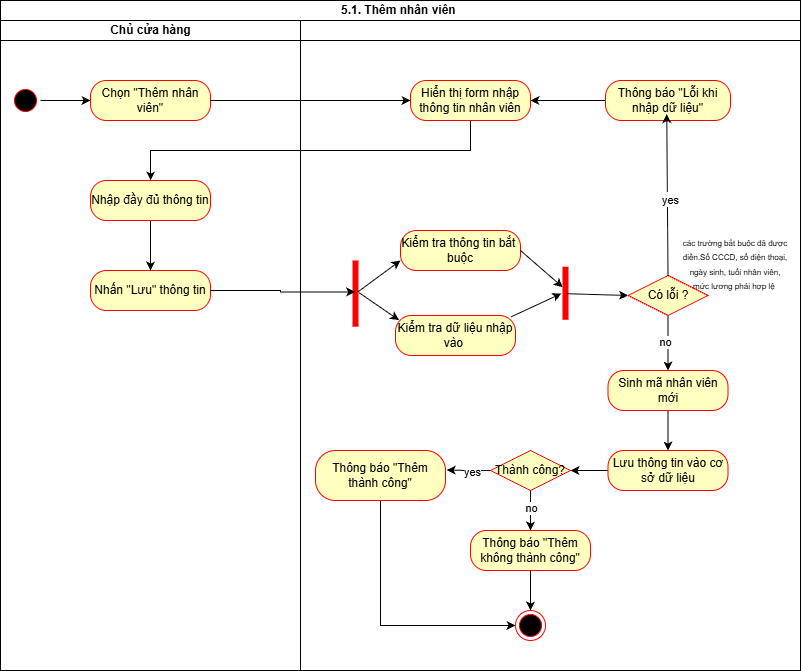 5.1. Thêm nhân viên
Chủ cửa hàng
Chọn "Thêm nhân
viên"
Hiển thị form nhập
thông tin nhân viên
Thông báo "Lỗi khi
nhập dữ liệu"
Nhập đầy đủ thông tin
yes
Kiểm tra thông tin bắt
buộc
các trường bắt buộc đã được
điền.Số CCCD, số điện thoại,
ngày sinh, tuổi nhân viên,
mức lương phải hợp lệ
Nhấn "Lưu" thông tin
Có lỗi ?
Kiểm tra dữ liệu nhập
vào
no
Sinh mã nhân viên
mới
Thông báo "Thêm
thành công"
yes
Thành công?
Lưu thông tin vào cơ
sở dữ liệu
no
Thông báo "Thêm
không thành công"